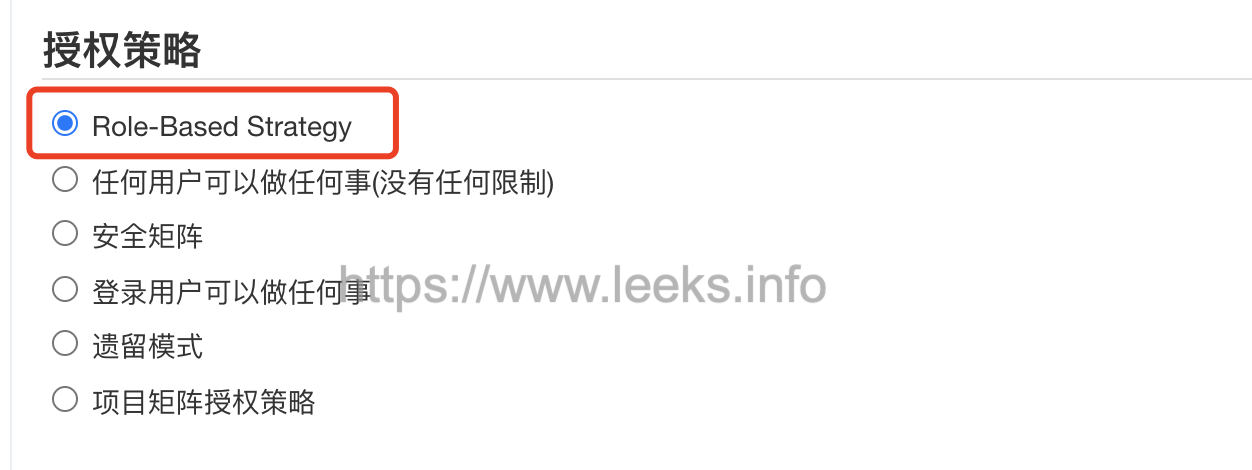 授权策略
Role-Based Strategy
任何用户可以做任何事(没有任何限制)
安全矩阵
登录用户可以做任何事
https://www.leeks.info
遗留模式
项目矩阵授权策略